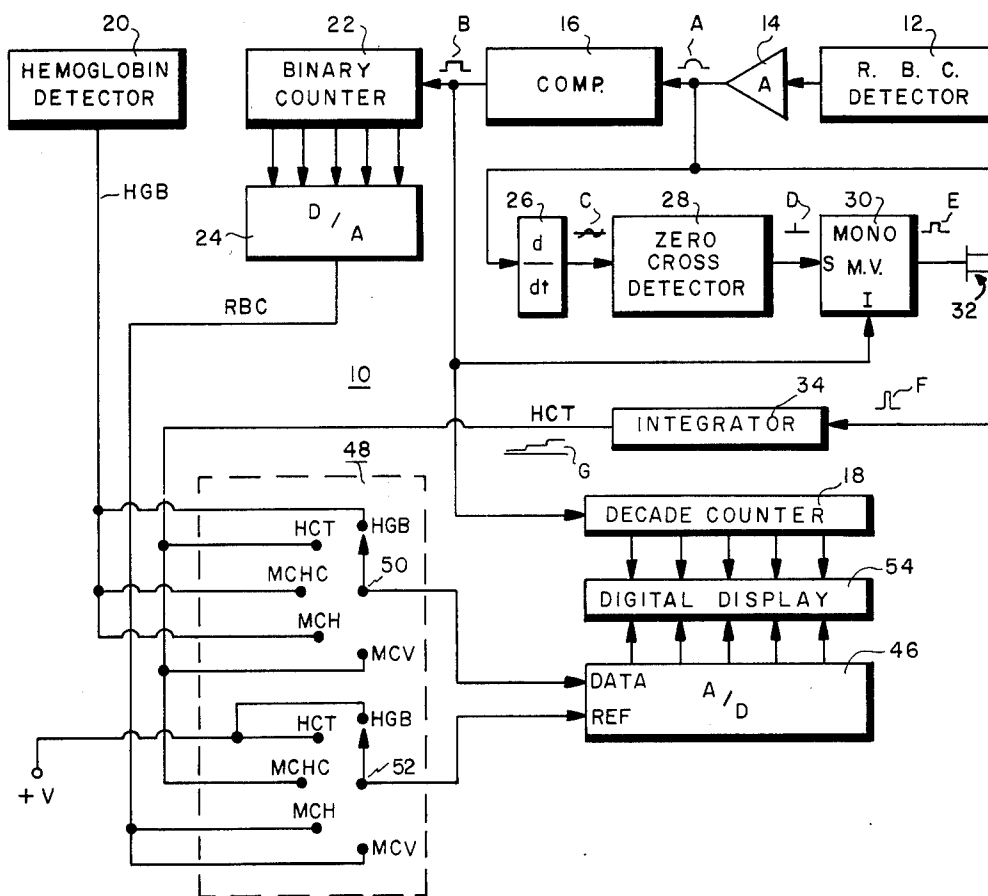 20
22
B
16
A
14
12
HEMOGLOBIN
DETECTOR
BINARY
COUNTER
COMP.
A
R. B. C.
DETECTOR
HGB
24
D/A
26
C
28
D
30
E
d
dt
ZERO
CROSS
DETECTOR
MONO
M.V.
S
I
32
RBC
10
34
F
HCT
INTEGRATOR
G
48
18
HGB
DECADE COUNTER
HCT
50
54
MCHC
DIGITAL DISPLAY
MCH
MCV
46
DATA
A/D
REF
HGB
HCT
MCHC
52
+V
MCH
MCV